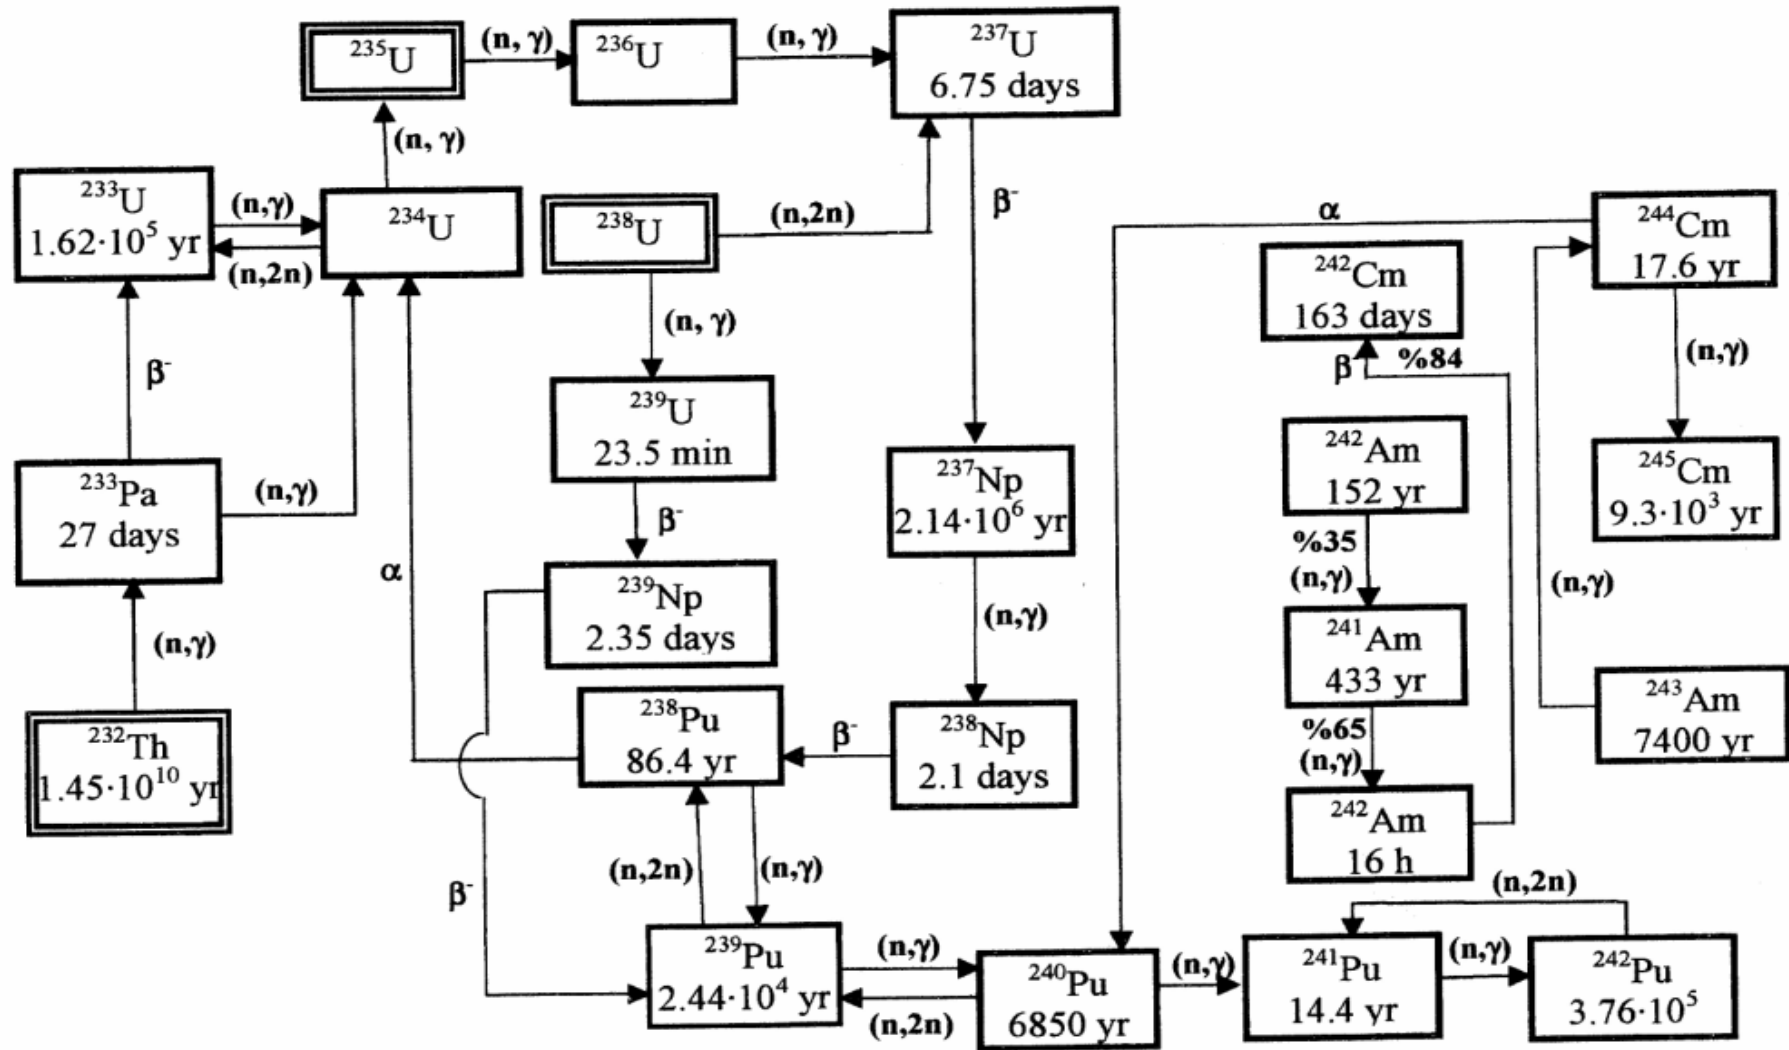 ²³⁵U
(n, γ)
²³⁶U
(n, γ)
²³⁷U
6.75 days
(n, γ)
²³³U
1.62·10⁵ yr
(n,γ)
(n,2n)
²³⁴U
²³⁸U
(n,2n)
β⁻
α
²⁴⁴Cm
17.6 yr
²⁴²Cm
163 days
(n, γ)
(n,γ)
β⁻
%84
β⁻
²³⁹U
23.5 min
²⁴²Am
152 yr
²³³Pa
27 days
(n,γ)
²³⁷Np
2.14·10⁶ yr
²⁴⁵Cm
9.3·10³ yr
β⁻
%35
(n,γ)
(n,γ)
α
²³⁹Np
2.35 days
(n,γ)
(n,γ)
²⁴¹Am
433 yr
²³²Th
1.45·10¹⁰ yr
²³⁸Pu
86.4 yr
β⁻
²³⁸Np
2.1 days
%65
(n,γ)
²⁴³Am
7400 yr
²⁴²Am
16 h
β⁻
(n,2n)
(n,γ)
(n,2n)
²³⁹Pu
2.44·10⁴ yr
(n,γ)
(n,2n)
²⁴⁰Pu
6850 yr
(n,γ)
²⁴¹Pu
14.4 yr
(n,γ)
²⁴²Pu
3.76·10⁵